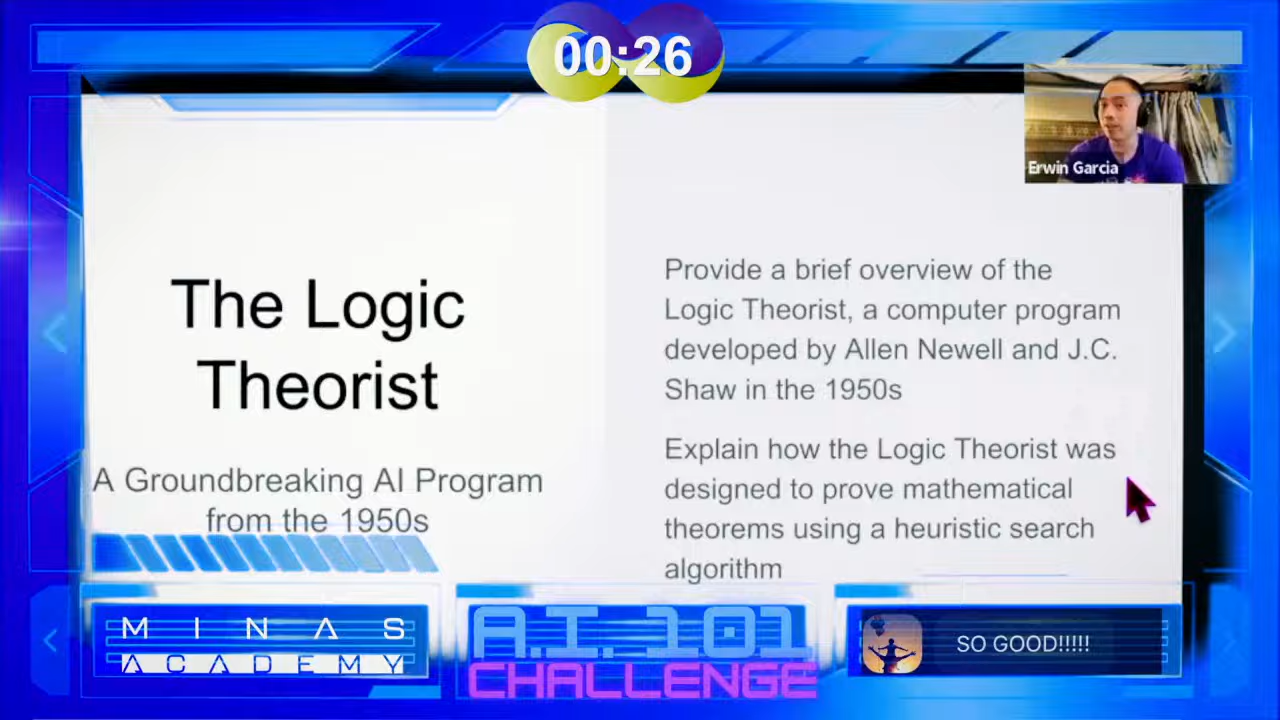 00:26
Erwin Garcia
The Logic
Theorist
A Groundbreaking AI Program
from the 1950s
Provide a brief overview of the
Logic Theorist, a computer program
developed by Allen Newell and J.C.
Shaw in the 1950s
Explain how the Logic Theorist was
designed to prove mathematical
theorems using a heuristic search
algorithm
MINAS
ACADEMY
A.I. 101
CHALLENGE
SO GOOD!!!!!